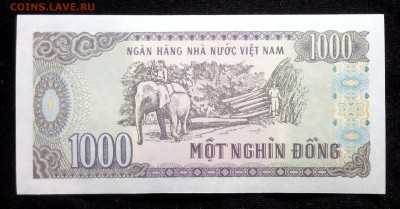 COINS.LAVE.RU
NGÂN HÀNG NHÀ NƯỚC VIỆT NAM
1000
1000
MỘT NGHÌN ĐỒNG